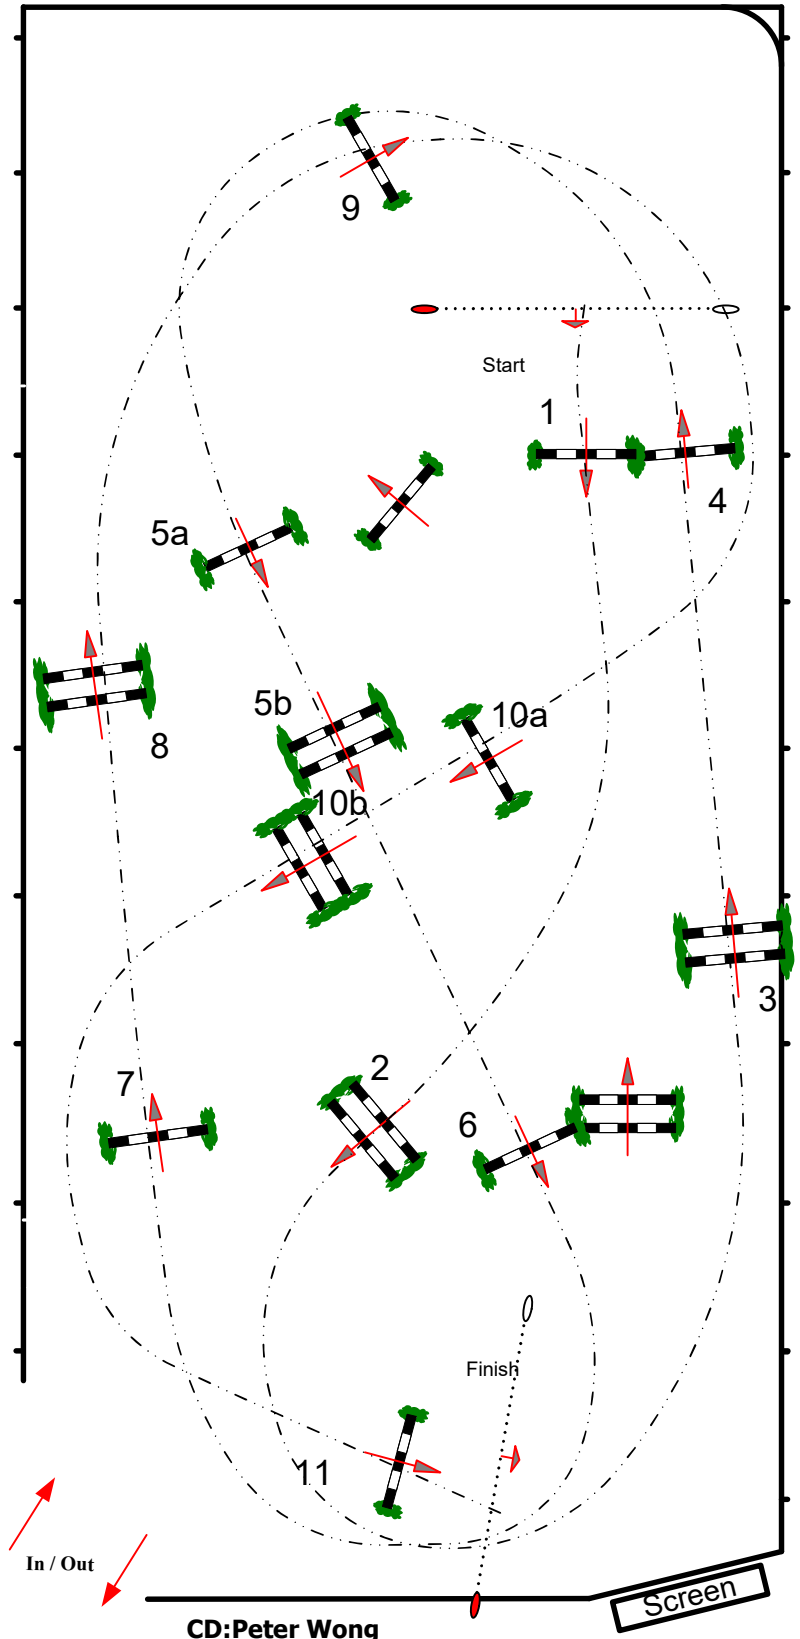 9
Start
1
4
5a
5b
10a
8
10b
3
2
7
6
Finish
11
In / Out
Screen
CD:Peter Wong